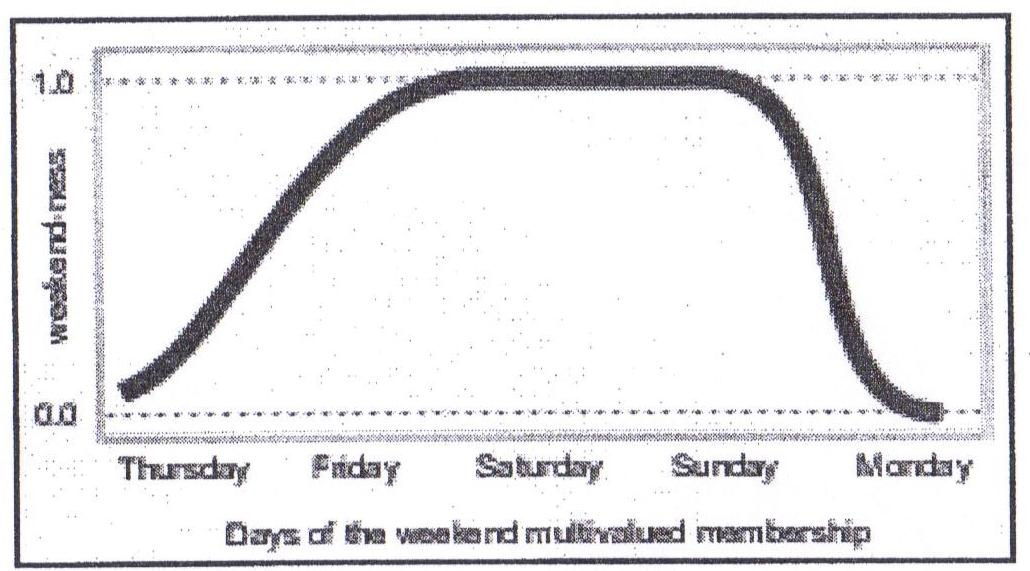 1.0
weekend-ness
0.0
Thursday Friday Saturday Sunday Monday
Days of the weekend multivalued membership